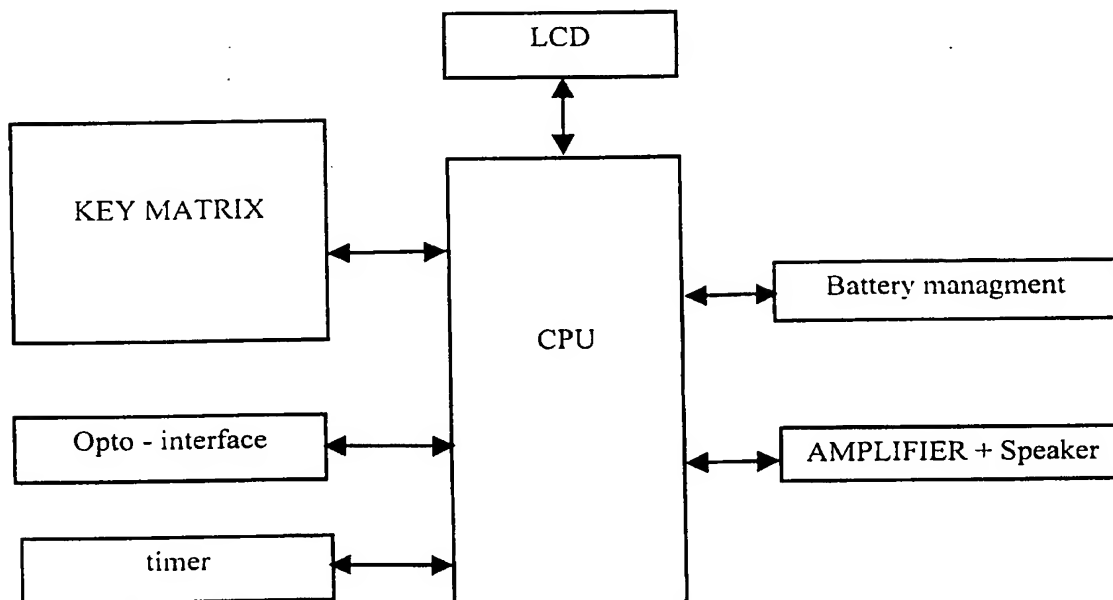 LCD
KEY MATRIX
CPU
Battery managment
Opto - interface
AMPLIFIER + Speaker
timer